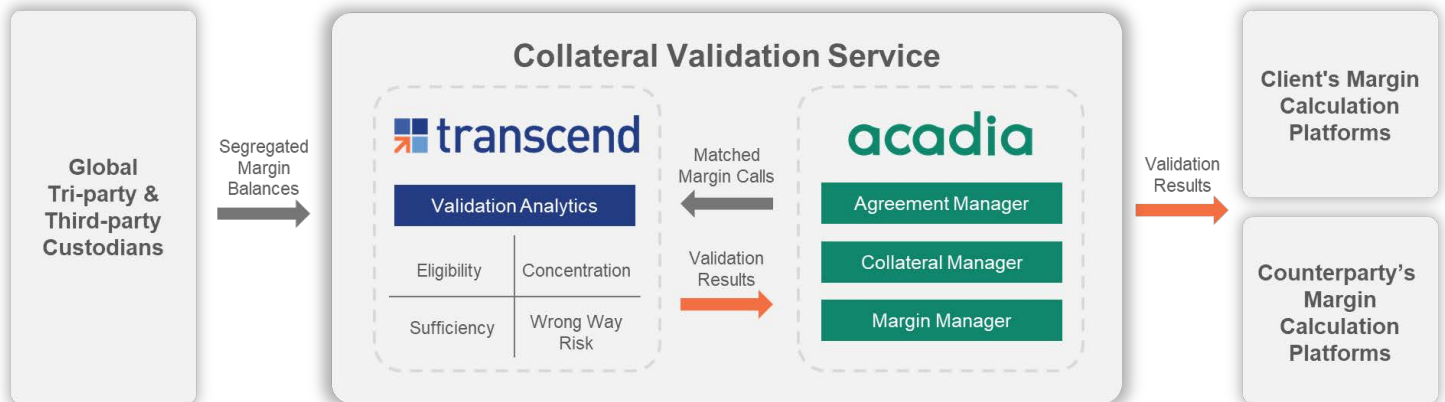 Global
Tri-party &
Third-party
Custodians
Segregated
Margin
Balances
Collateral Validation Service
transcend
Validation Analytics
Eligibility
Concentration
Sufficiency
Wrong Way
Risk
Matched
Margin Calls
Validation
Results
acadia
Agreement Manager
Collateral Manager
Margin Manager
Validation
Results
Client's Margin
Calculation
Platforms
Counterparty’s
Margin
Calculation
Platforms